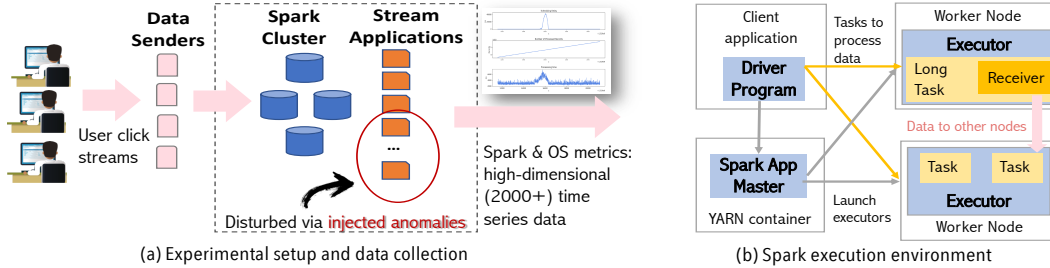 Data
Senders
Spark
Cluster
Stream
Applications
...
User click
streams
Disturbed via injected anomalies
Spark & OS metrics:
high-dimensional
(2000+) time
series data
(a) Experimental setup and data collection
Client
application
Driver
Program
Tasks to
process
data
Worker Node
Executor
Long
Task
Receiver
Data to other nodes
Spark App
Master
YARN container
Launch
executors
Task
Task
Executor
Worker Node
(b) Spark execution environment